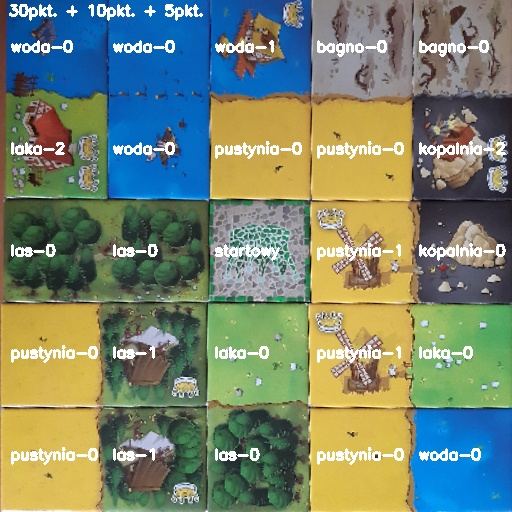 30pkt. + 10pkt. + 5pkt.
woda-0 woda-0 woda-1 bagno-0 bagno-0
laka-2 woda-0 pustynia-0 pustynia-0 kopalnia-2
las-0 las-0 startowy pustynia-1 kopalnia-0
pustynia-0 las-1 laka-0 pustynia-1 laka-0
pustynia-0 las-1 las-0 pustynia-0 woda-0